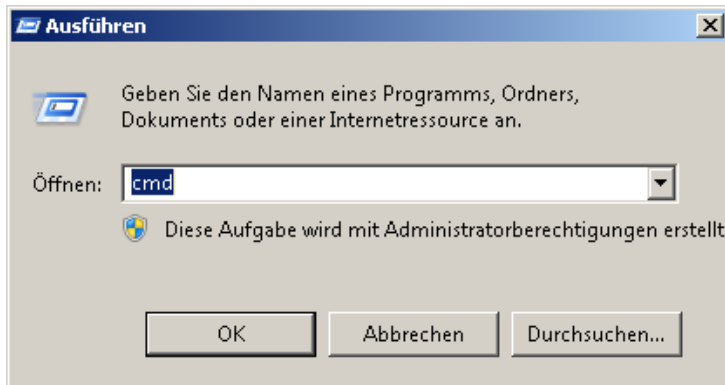 Ausführen
Geben Sie den Namen eines Programms, Ordners,
Dokuments oder einer Internetressource an.
Öffnen: cmd
Diese Aufgabe wird mit Administratorberechtigungen erstellt
OK Abbrechen Durchsuchen...